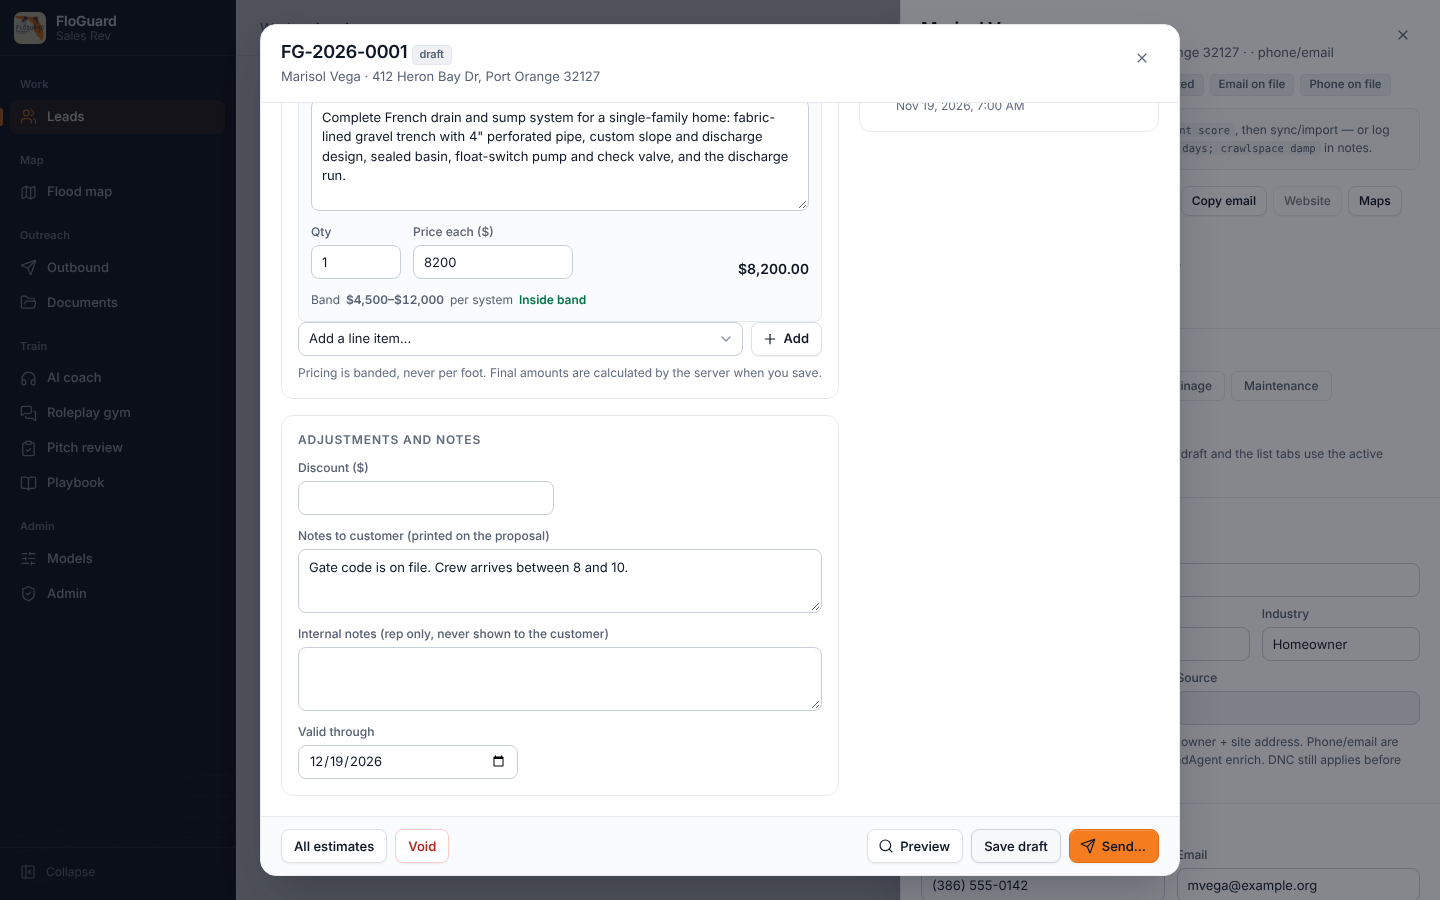 FloGuard
Sales Rev
Work
Leads
Map
Flood map
Outreach
Outbound
Documents
Train
AI coach
Roleplay gym
Pitch review
Playbook
Admin
Models
Admin
Collapse
FG-2026-0001 draft
Marisol Vega · 412 Heron Bay Dr, Port Orange 32127
Complete French drain and sump system for a single-family home: fabric-
lined gravel trench with 4" perforated pipe, custom slope and discharge
design, sealed basin, float-switch pump and check valve, and the discharge
run.
Qty
Price each ($)
1
8200
$8,200.00
Band $4,500–$12,000 per system Inside band
Add a line item...
Add
Pricing is banded, never per foot. Final amounts are calculated by the server when you save.
Nov 19, 2026, 7:00 AM
ADJUSTMENTS AND NOTES
Discount ($)
Notes to customer (printed on the proposal)
Gate code is on file. Crew arrives between 8 and 10.
Internal notes (rep only, never shown to the customer)
Valid through
12/19/2026
All estimates
Void
Preview
Save draft
Send...
nge 32127 · · phone/email
Email on file
Phone on file
nt score, then sync/import — or log
days; crawlspace damp in notes.
Copy email
Website
Maps
inage
Maintenance
draft and the list tabs use the active
Industry
Homeowner
Source
owner + site address. Phone/email are
dAgent enrich. DNC still applies before
Email
(386) 555-0142
mvega@example.org